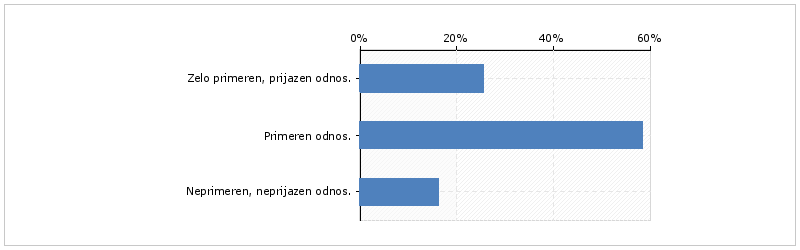 0% 20% 40% 60%
Zelo primeren, prijazen odnos.
Primeren odnos.
Neprimeren, neprijazen odnos.